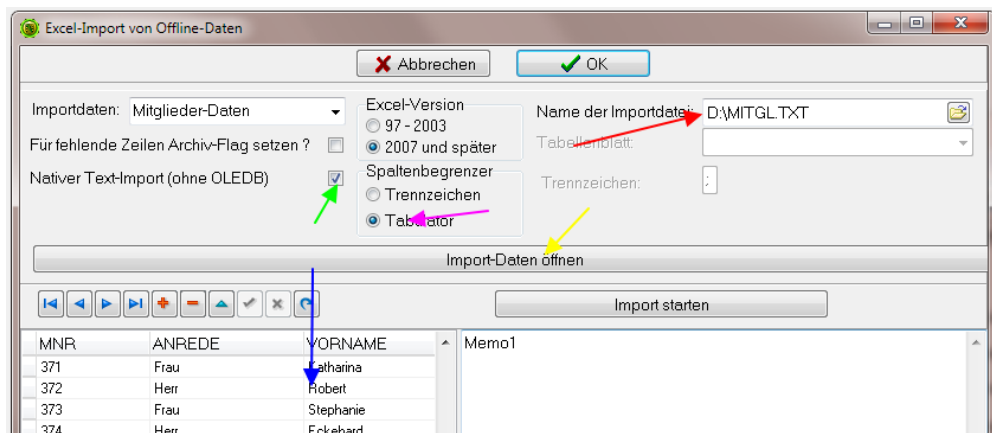 Excel-Import von Offline-Daten
Abbrechen OK
Importdaten: Mitglieder-Daten Excel-Version Name der Importdatei: D:\MITGL.TXT
97 - 2003
Für fehlende Zeilen Archiv-Flag setzen ? 2007 und später Tabellenblatt:
Nativer Text-Import (ohne OLEDB) Spaltenbegrenzer
Trennzeichen Trennzeichen: ;
Tabulator
Import-Daten öffnen
Import starten
MNR ANREDE VORNAME Memo1
371 Frau Katharina
372 Herr Robert
373 Frau Stephanie
374 Herr Eckehard